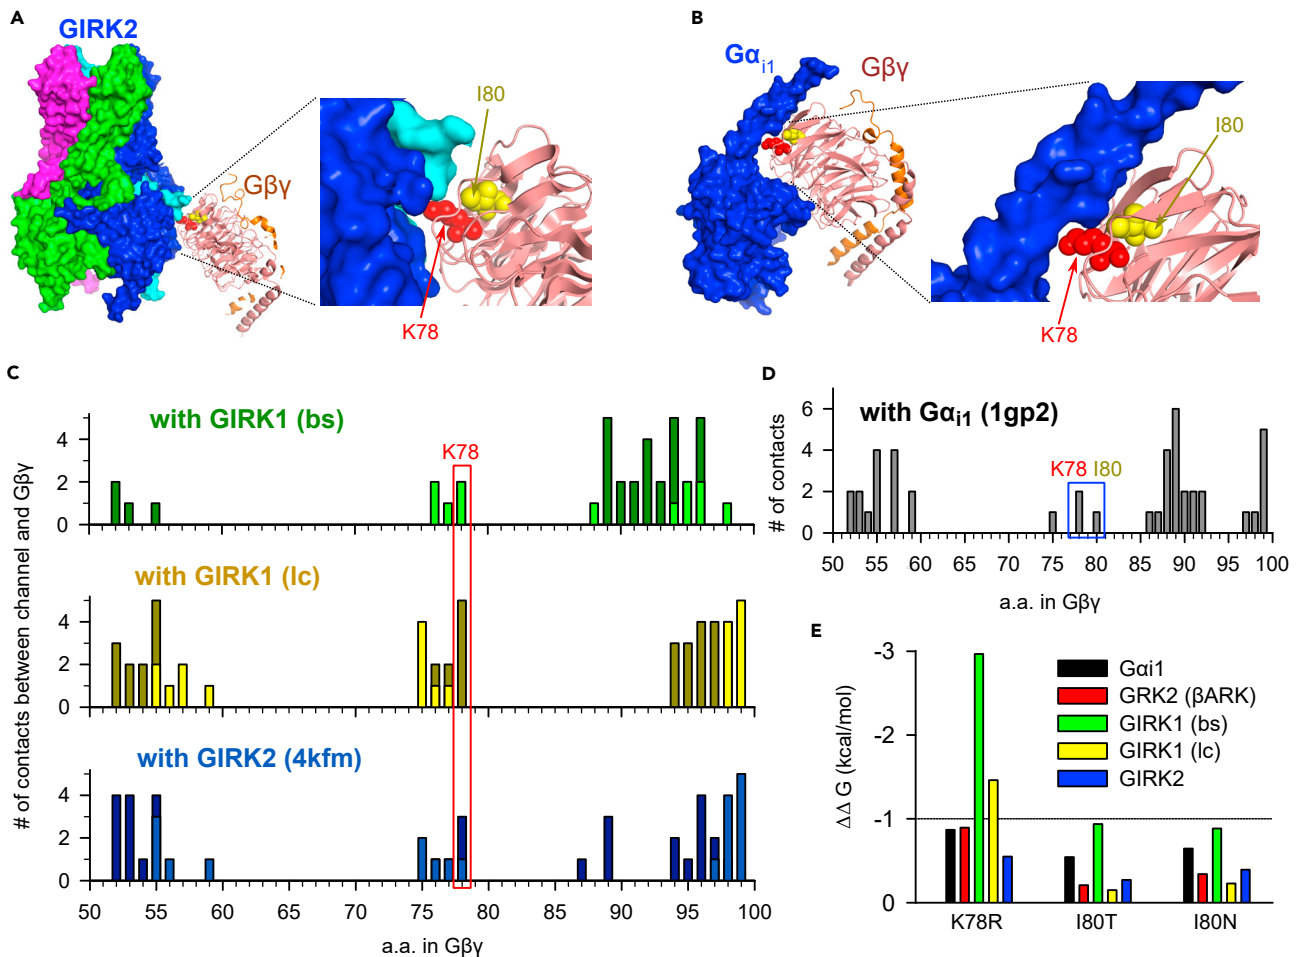 A
GIRK2
Gβγ
I80
K78
B
Gαi1
Gβγ
I80
K78
C
# of contacts between channel and Gβγ
with GIRK1 (bs)
K78
4
2
0
with GIRK1 (lc)
4
2
0
with GIRK2 (4kfm)
4
2
0
50 55 60 65 70 75 80 85 90 95 100
a.a. in Gβγ
D
# of contacts
with Gαi1 (1gp2)
K78 I80
6
4
2
0
50 55 60 65 70 75 80 85 90 95 100
a.a. in Gβγ
E
ΔΔ G (kcal/mol)
-3
-2
-1
0
Gαi1
GRK2 (βARK)
GIRK1 (bs)
GIRK1 (lc)
GIRK2
K78R I80T I80N